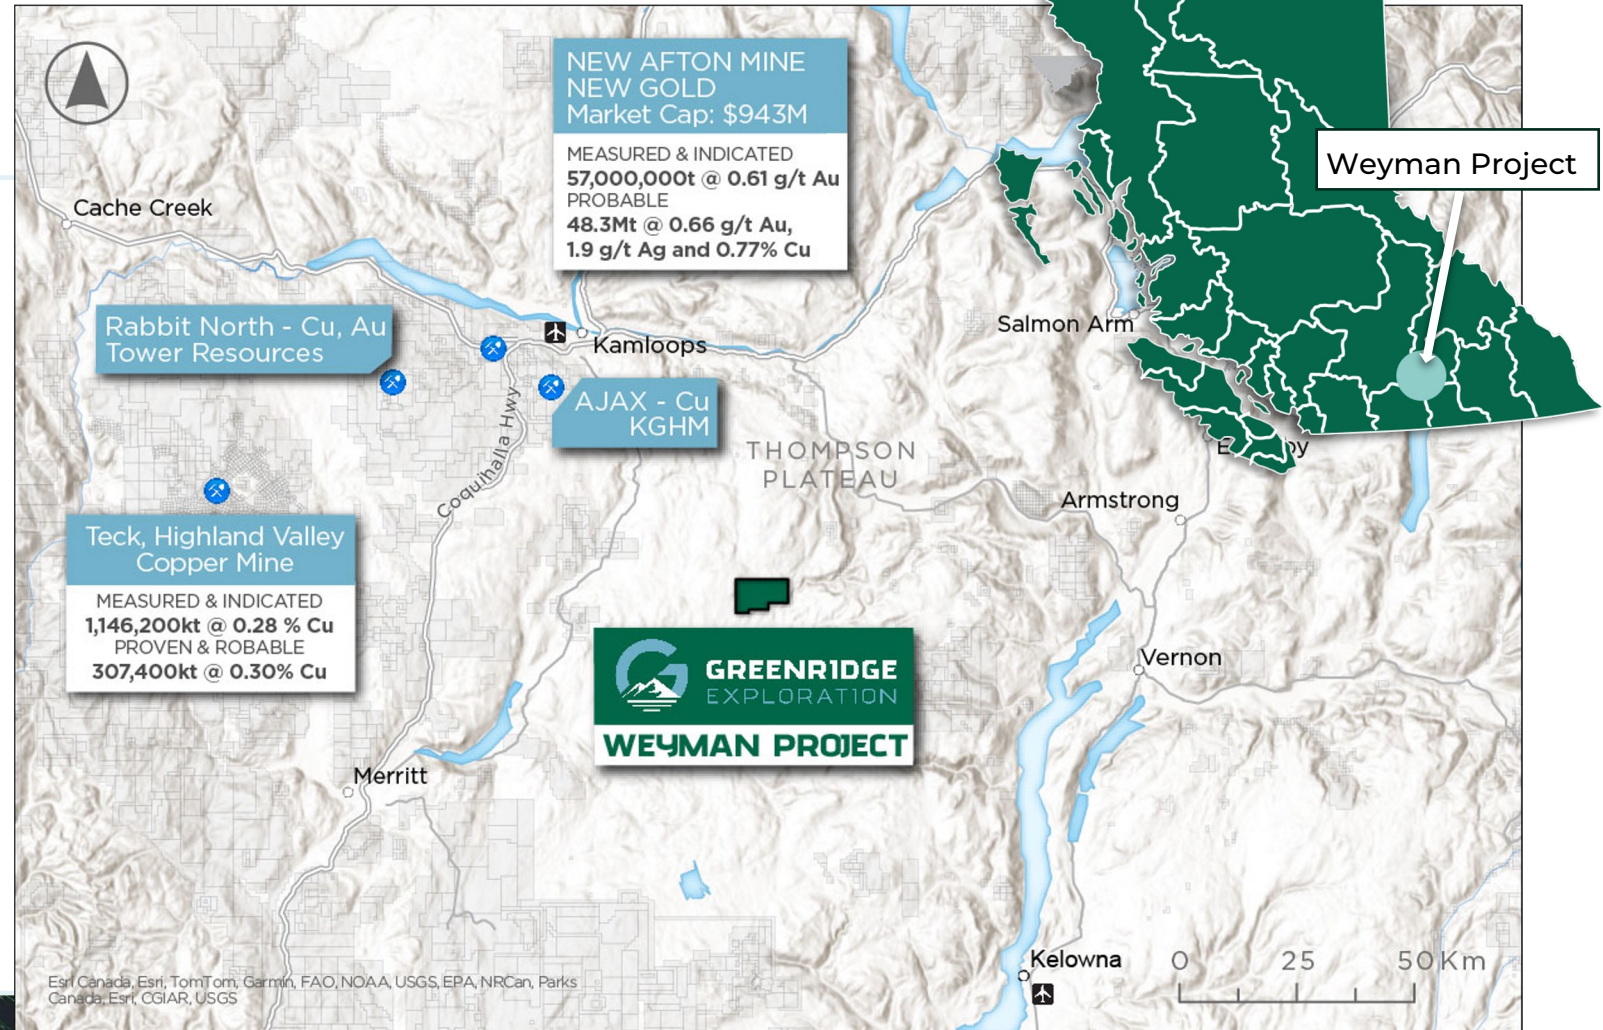 NEW AFTON MINE
NEW GOLD
Market Cap: $943M
MEASURED & INDICATED
57,000,000t @ 0.61 g/t Au
PROBABLE
48.3Mt @ 0.66 g/t Au,
1.9 g/t Ag and 0.77% Cu
Weyman Project
Cache Creek
Rabbit North - Cu, Au
Tower Resources
Kamloops
Salmon Arm
AJAX - Cu
KGHM
Coquihalla Hwy
THOMPSON
PLATEAU
Armstrong
Teck, Highland Valley
Copper Mine
MEASURED & INDICATED
1,146,200kt @ 0.28 % Cu
PROVEN & ROBABLE
307,400kt @ 0.30% Cu
GREENR1DGE
EXPLORATION
WEYMAN PROJECT
Vernon
Merritt
Kelowna
0 25 50 Km
Esri Canada, Esri, TomTom, Garmin, FAO, NOAA, USGS, EPA, NRCan, Parks
Canada, Esri, CGIAR, USGS